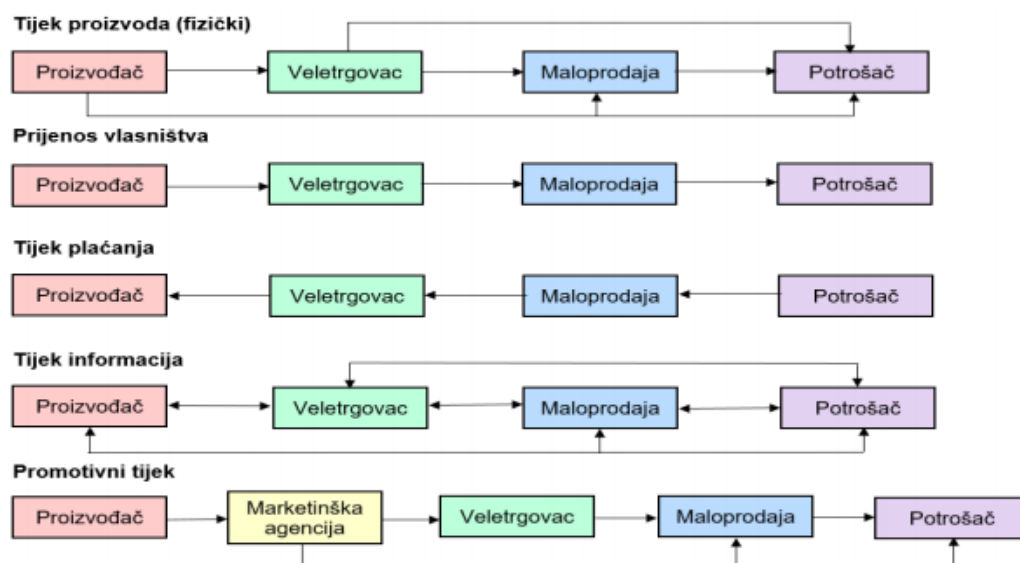 Tijek proizvoda (fizički)
Proizvođač
Veletrgovac
Maloprodaja
Potrošač
Prijenos vlasništva
Proizvođač
Veletrgovac
Maloprodaja
Potrošač
Tijek plaćanja
Proizvođač
Veletrgovac
Maloprodaja
Potrošač
Tijek informacija
Proizvođač
Veletrgovac
Maloprodaja
Potrošač
Promotivni tijek
Proizvođač
Marketinška
agencija
Veletrgovac
Maloprodaja
Potrošač